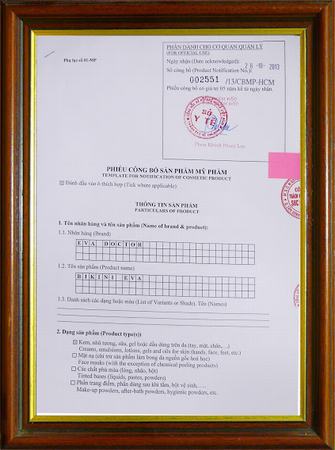 Phụ lục số 01-MP
PHẦN DÀNH CHO CƠ QUAN QUẢN LÝ
(FOR OFFICIAL USE)
Ngày nhận (Date acknowledged): 28-10-2013
Số công bố (Product Notification No.):
002551 /13/CBMP-HCM
Phiếu công bố có giá trị 05 năm kể từ ngày nhận.
SỞ
Y TẾ
PHIẾU CÔNG BỐ SẢN PHẨM MỸ PHẨM
TEMPLATE FOR NOTIFICATION OF COSMETIC PRODUCT
Đánh dấu vào ô thích hợp (Tick where applicable)
THÔNG TIN SẢN PHẨM
PARTICULARS OF PRODUCT
1. Tên nhãn hàng và tên sản phẩm (Name of brand & product):
1.1. Nhãn hàng (Brand)
EVA DOCTOR
1.2. Tên sản phẩm (Product name)
BIKINI EVA
1.3. Danh sách các dạng hoặc màu (List of Variants or Shade). Tên (Names)
2. Dạng sản phẩm (Product type(s))
Kem, nhũ tương, sữa, gel hoặc dầu dùng trên da (tay, mặt, chân, ...)
Creams, emulsions, lotions, gels and oils for skin (hands, face, feet, etc.)
Mặt nạ (chỉ trừ sản phẩm làm bong da nguồn gốc hoá học)
Face masks (with the exception of chemical peeling products)
Các chất phủ màu (lỏng, nhão, bột)
Tinted bases (liquids, pastes, powders)
Phấn trang điểm, phấn dùng sau khi tắm, bột vệ sinh, .....
Make-up powders, after-bath powders, hygienic powders, etc.